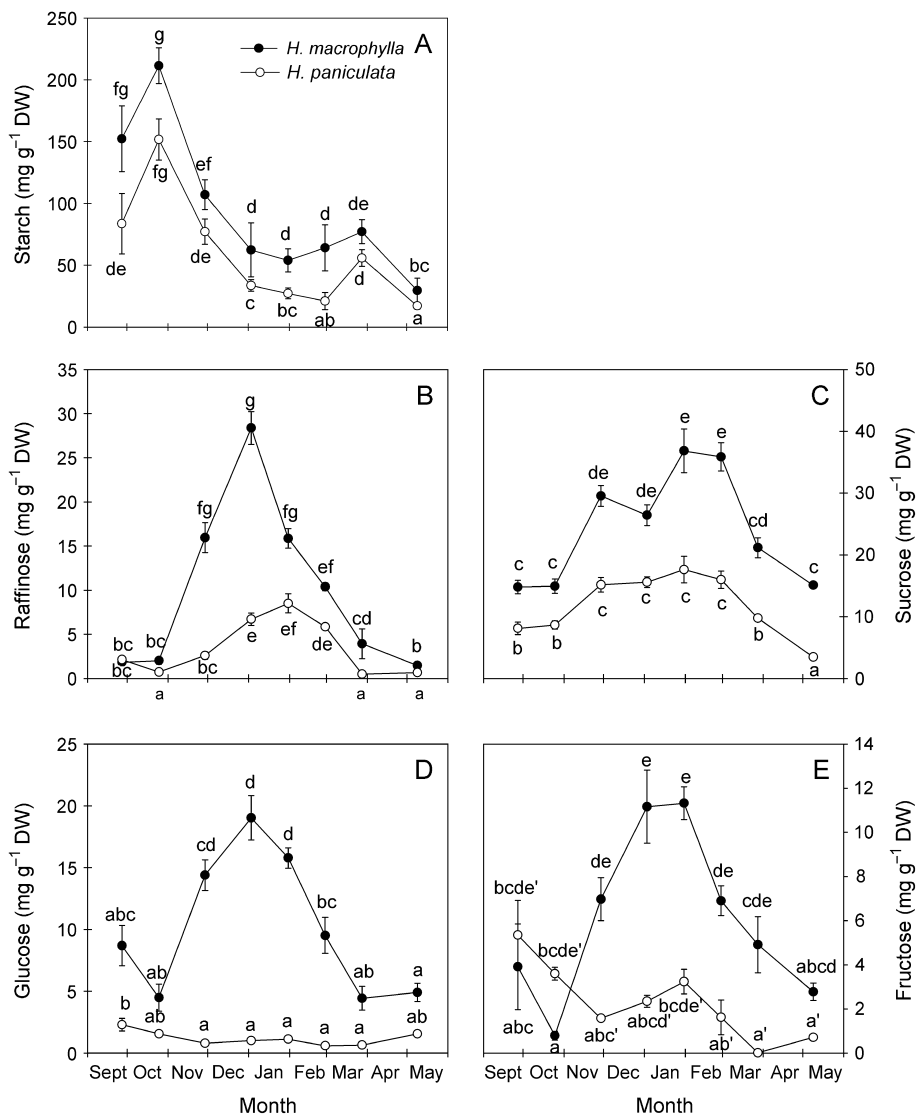 A
H. macrophylla
H. paniculata
Starch (mg g⁻¹ DW)
250
200
150
100
50
0
fg
g
ef
d
d
d
de
bc
de
fg
de
c
bc
ab
d
a
B
Raffinose (mg g⁻¹ DW)
35
30
25
20
15
10
5
0
bc
bc
fg
g
fg
ef
cd
b
bc
a
bc
e
ef
de
a
a
C
Sucrose (mg g⁻¹ DW)
50
40
30
20
10
0
c
c
de
de
e
e
cd
c
b
b
c
c
c
c
b
a
D
Glucose (mg g⁻¹ DW)
25
20
15
10
5
0
abc
ab
cd
d
d
bc
ab
a
b
ab
a
a
a
a
a
ab
Sept Oct Nov Dec Jan Feb Mar Apr May
Month
E
Fructose (mg g⁻¹ DW)
14
12
10
8
6
4
2
0
bcde'
bcde'
de
e
e
de
cde
abcd
abc
a
abc'
abcd'
bcde'
ab'
a'
a'
Sept Oct Nov Dec Jan Feb Mar Apr May
Month